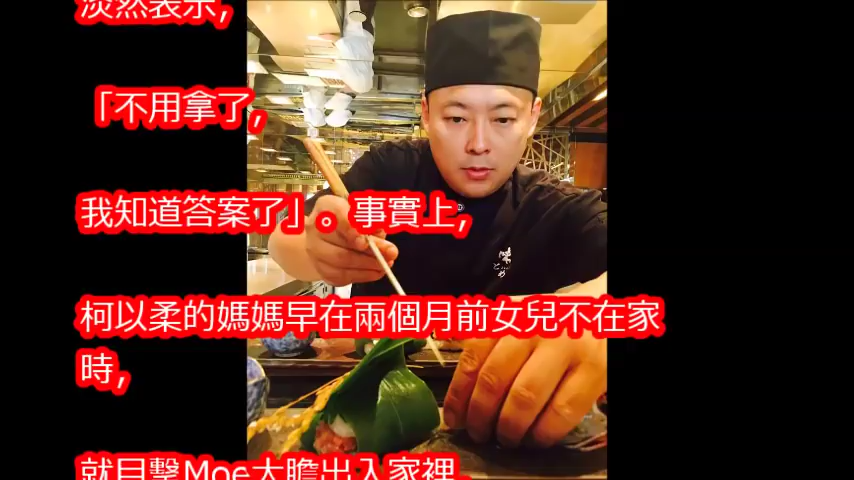 淡然表示，
「不用拿了，
我知道答案了」。事實上，
柯以柔的媽媽早在兩個月前女兒不在家
時，
就目擊Moe大膽出入家裡，